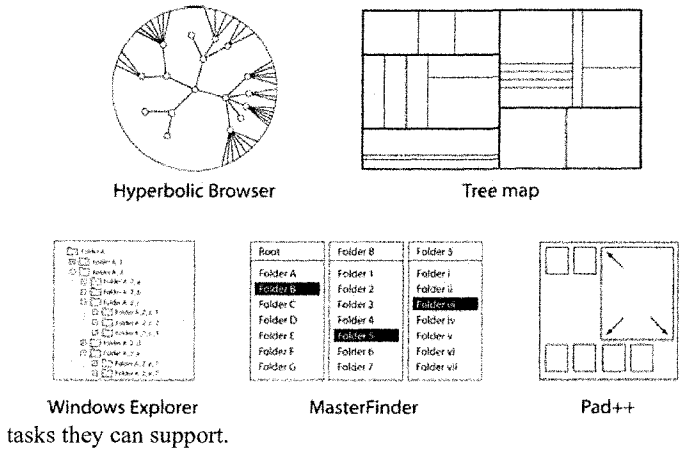 Hyperbolic Browser
Tree map
Folder A
Root Folder B Folder 5
Folder A Folder 1 Folder i
Folder B Folder 2 Folder ii
Folder C Folder 3
Folder D Folder 4 Folder iv
Folder E Folder 5 Folder v
Folder F Folder 6 Folder vi
Folder G Folder 7 Folder vii
Windows Explorer
MasterFinder
Pad++
tasks they can support.